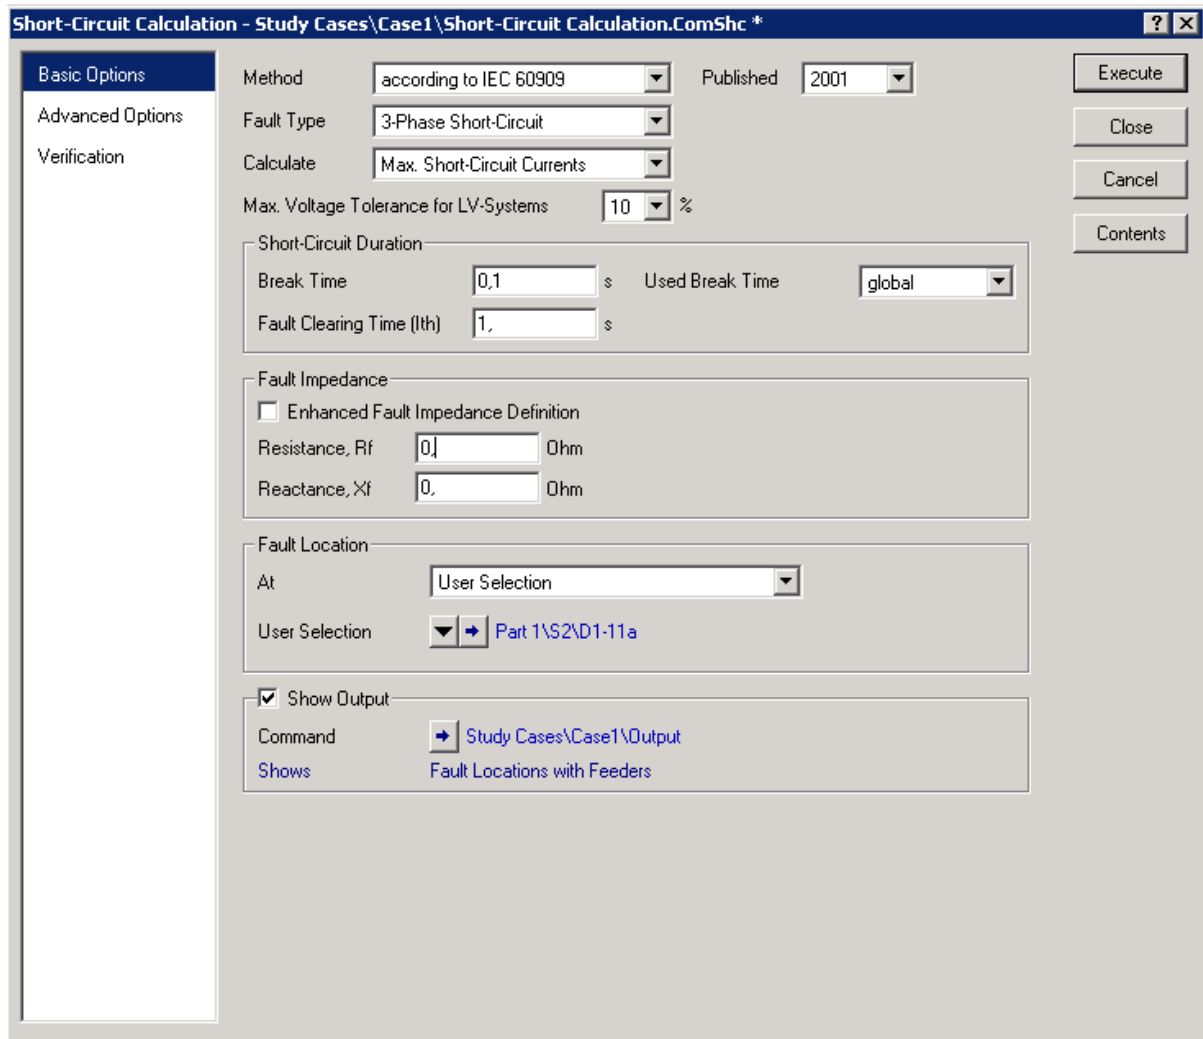 Short-Circuit Calculation - Study Cases\Case1\Short-Circuit Calculation.ComShc *
Basic Options
Advanced Options
Verification
Method according to IEC 60909 Published 2001
Fault Type 3-Phase Short-Circuit
Calculate Max. Short-Circuit Currents
Max. Voltage Tolerance for LV-Systems 10 %
Short-Circuit Duration
Break Time 0,1 s Used Break Time global
Fault Clearing Time (Ith) 1, s
Fault Impedance
Enhanced Fault Impedance Definition
Resistance, Rf 0, Ohm
Reactance, Xf 0, Ohm
Fault Location
At User Selection
User Selection Part 1\S2\D1-11a
Show Output
Command Study Cases\Case1\Output
Shows Fault Locations with Feeders
Execute
Close
Cancel
Contents